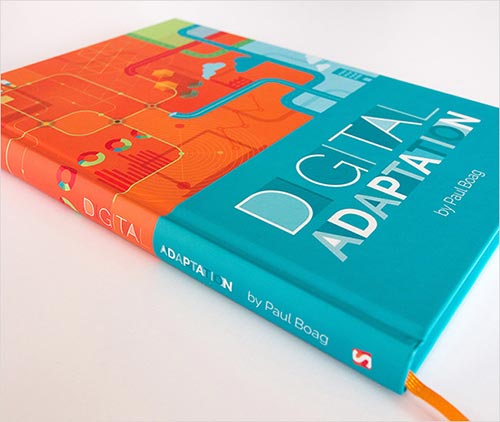 DIGITAL
ADAPTATION
by Paul Boag
DIGITAL
ADAPTATION
by Paul Boag
S